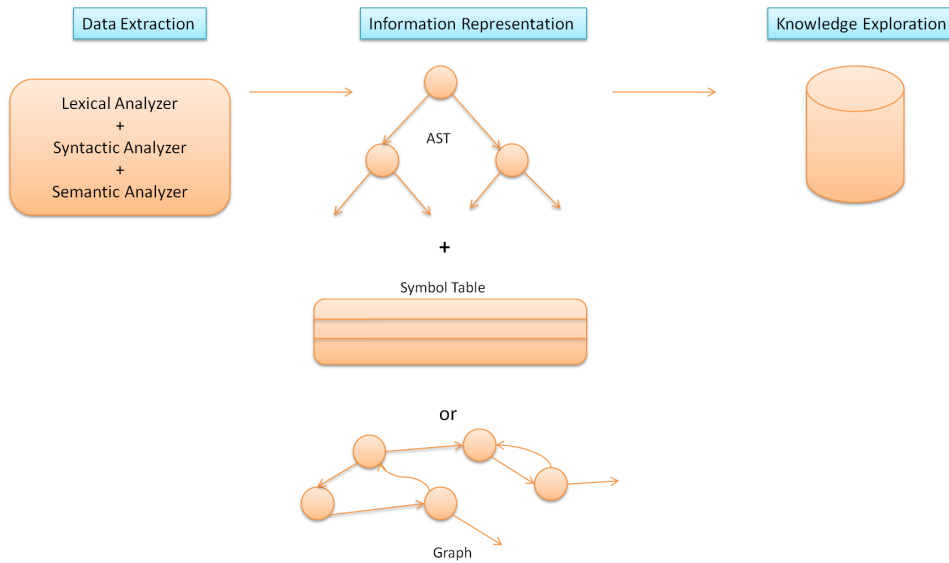 Data Extraction
Information Representation
Knowledge Exploration
Lexical Analyzer
+
Syntactic Analyzer
+
Semantic Analyzer
AST
+
Symbol Table
or
Graph